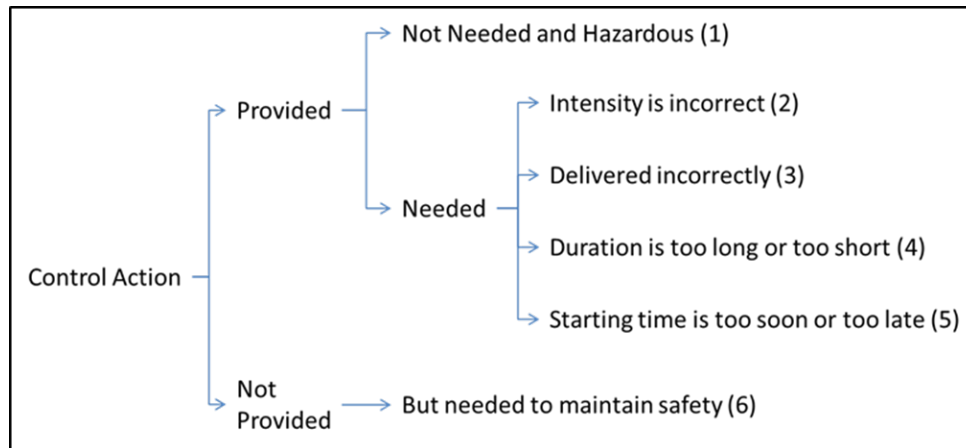 Not Needed and Hazardous (1)
Provided
Intensity is incorrect (2)
Delivered incorrectly (3)
Needed
Duration is too long or too short (4)
Control Action
Starting time is too soon or too late (5)
Not
Provided
But needed to maintain safety (6)